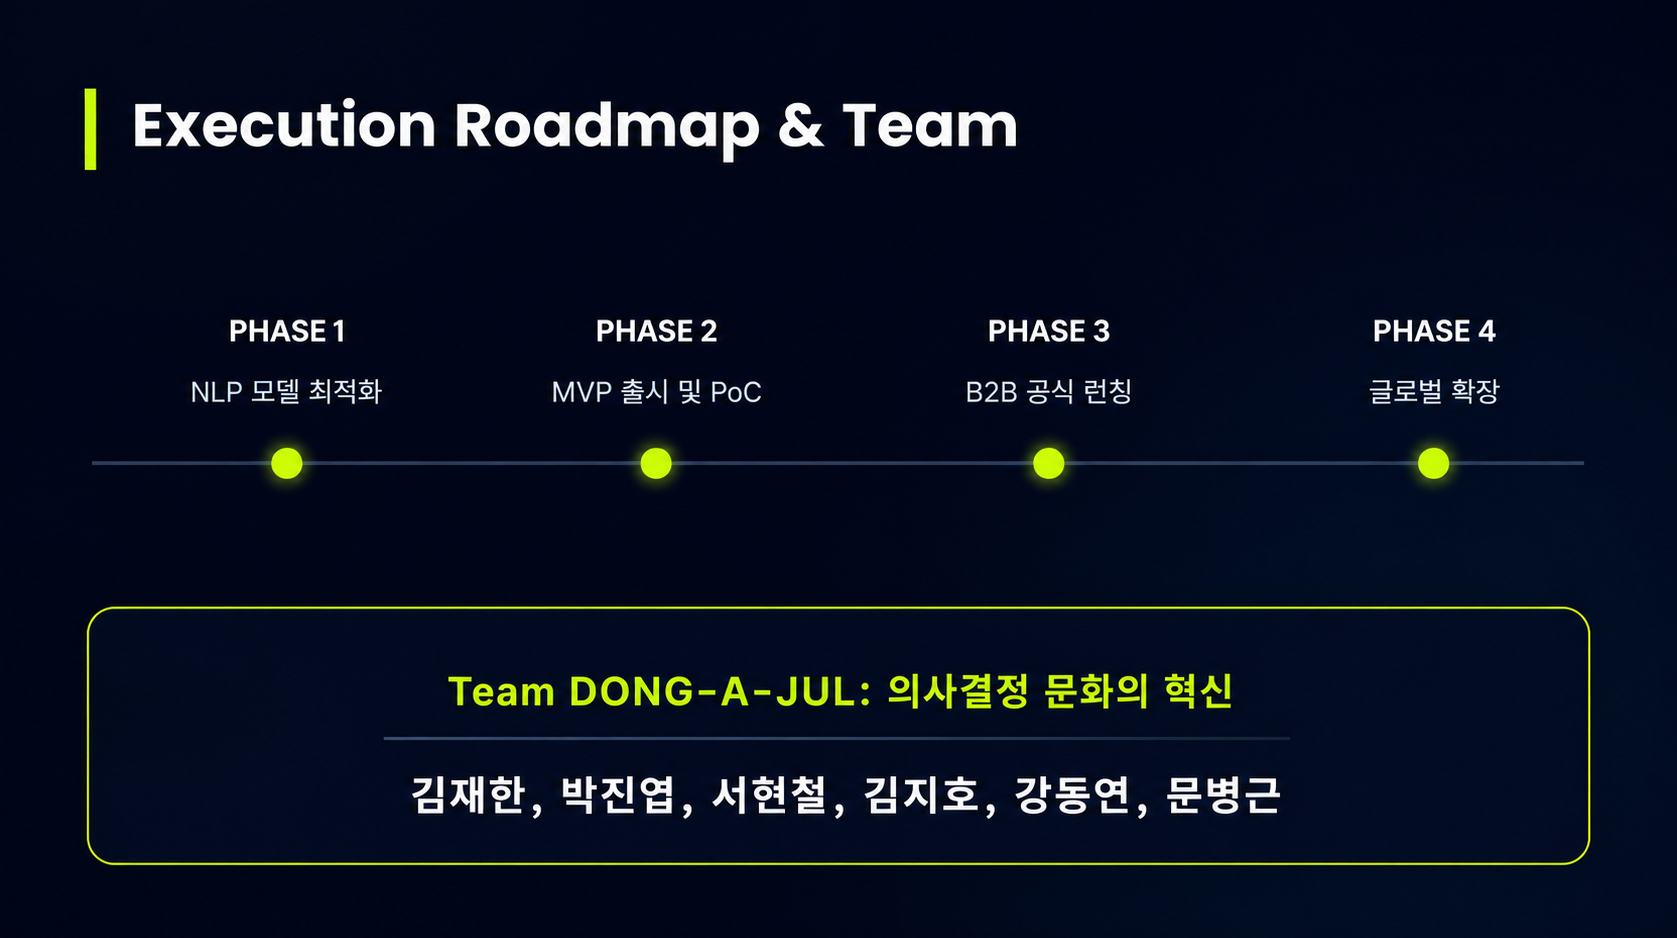 Execution Roadmap & Team
PHASE 1
NLP 모델 최적화
PHASE 2
MVP 출시 및 PoC
PHASE 3
B2B 공식 런칭
PHASE 4
글로벌 확장
Team DONG-A-JUL: 의사결정 문화의 혁신
김재한, 박진엽, 서현철, 김지호, 강동연, 문병근